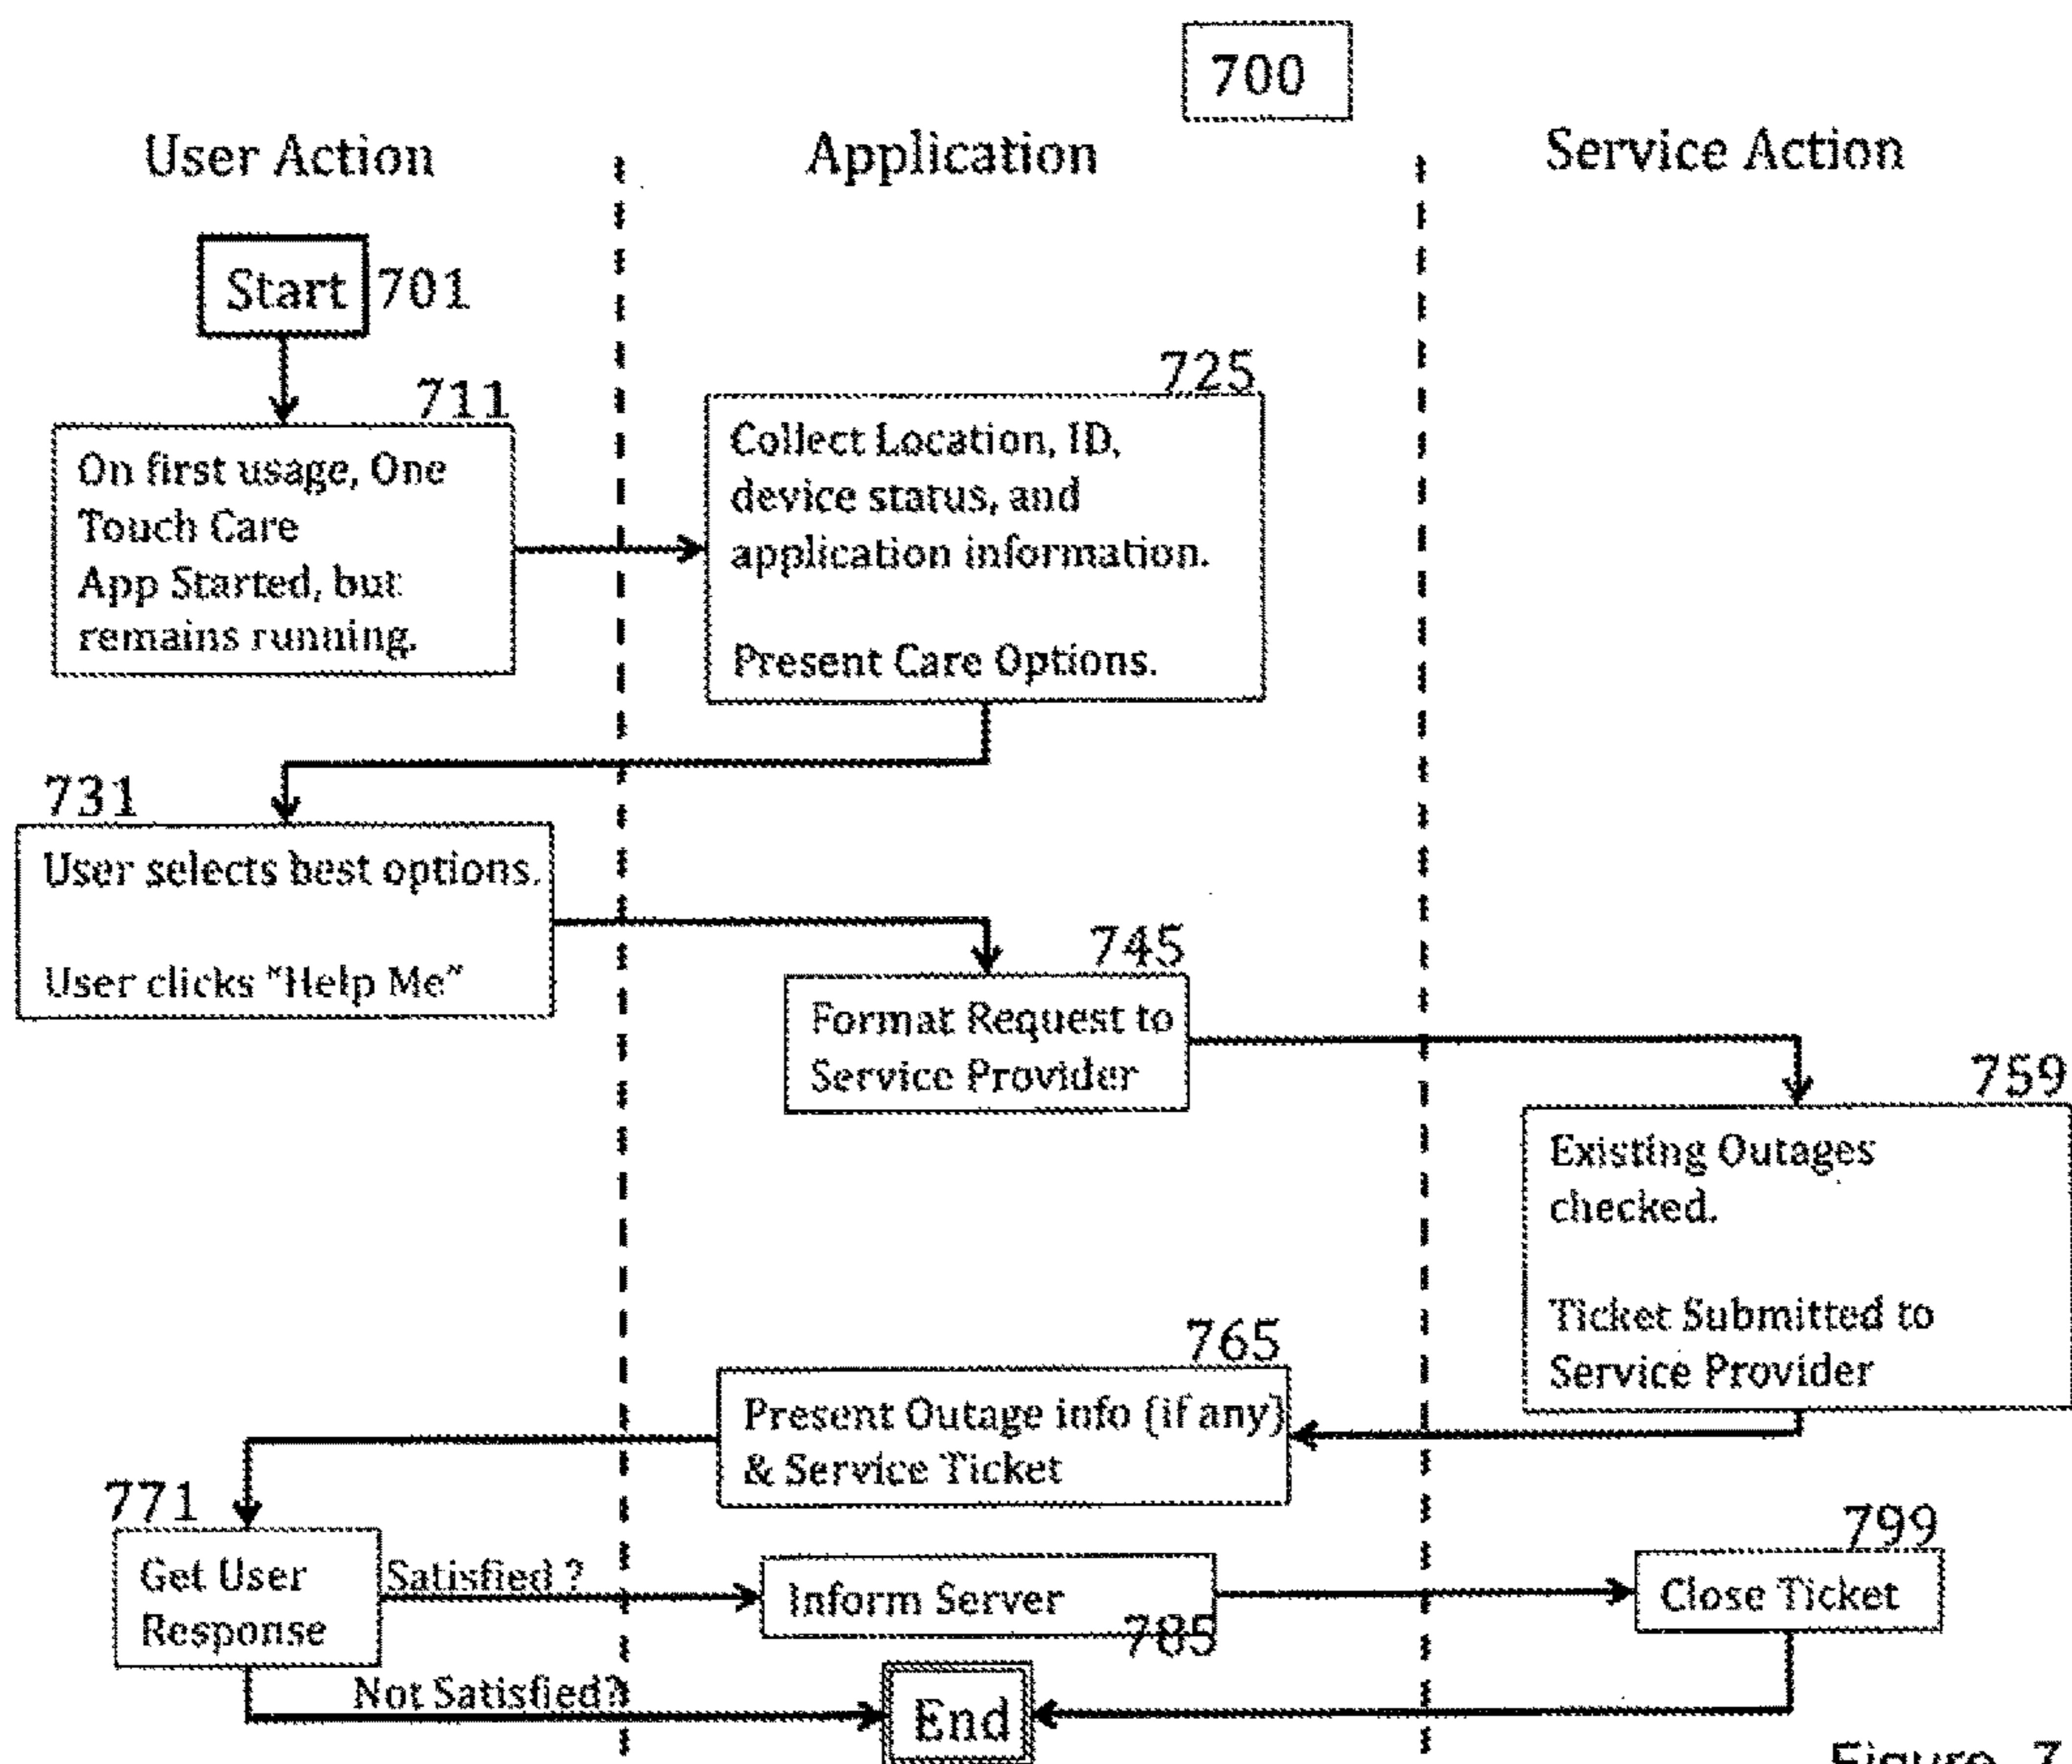 700
User Action
Application
Service Action
Start
701
711
On first usage, One
Touch Care
App Started, but
remains running.
725
Collect Location, ID,
device status, and
application information.
Present Care Options.
731
User selects best options.
User clicks "Help Me"
745
Format Request to
Service Provider
759
Existing Outages
checked.
Ticket Submitted to
Service Provider
765
Present Outage info (if any)
& Service Ticket
771
Get User
Response
Satisfied ?
Inform Server
785
799
Close Ticket
Not Satisfied?
End
Figure 7